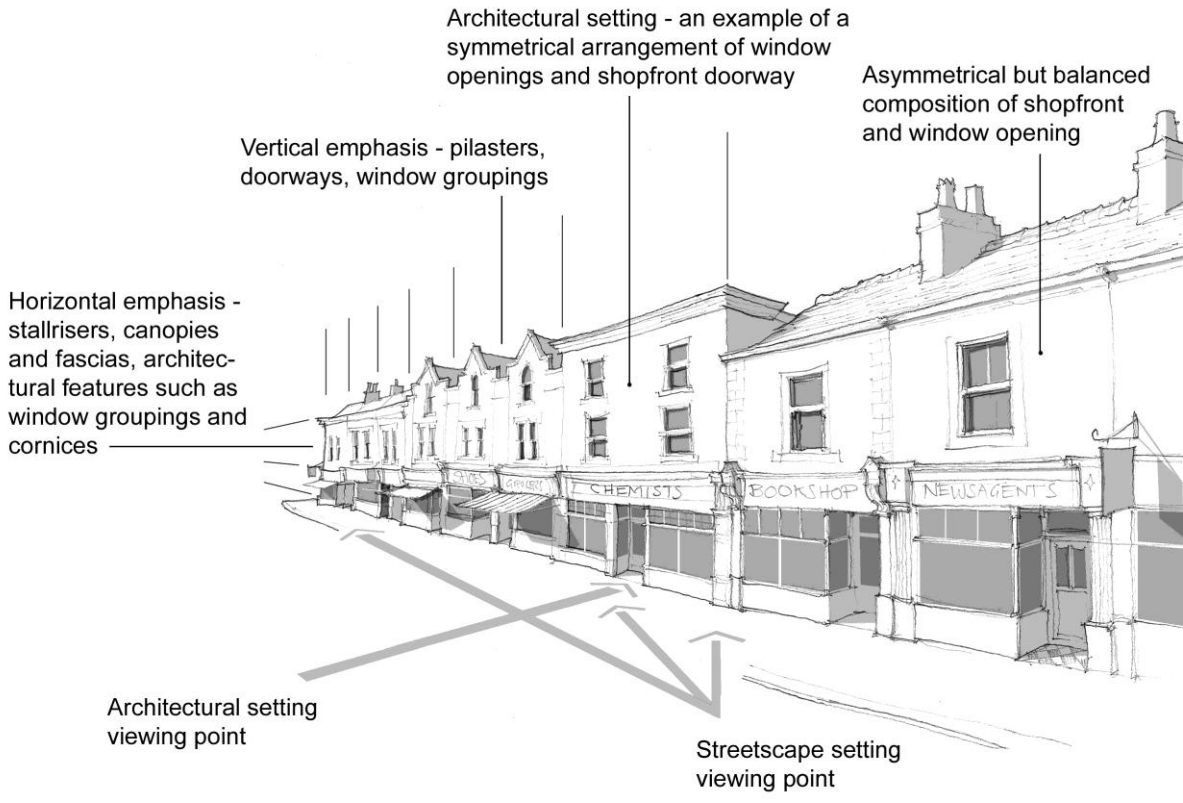 Architectural setting - an example of a
symmetrical arrangement of window
openings and shopfront doorway
Asymmetrical but balanced
composition of shopfront
and window opening
Vertical emphasis - pilasters,
doorways, window groupings
Horizontal emphasis -
stallrisers, canopies
and fascias, architec-
tural features such as
window groupings and
cornices
CHEMISTS
BOOKSHOP
NEWSAGENTS
Architectural setting
viewing point
Streetscape setting
viewing point